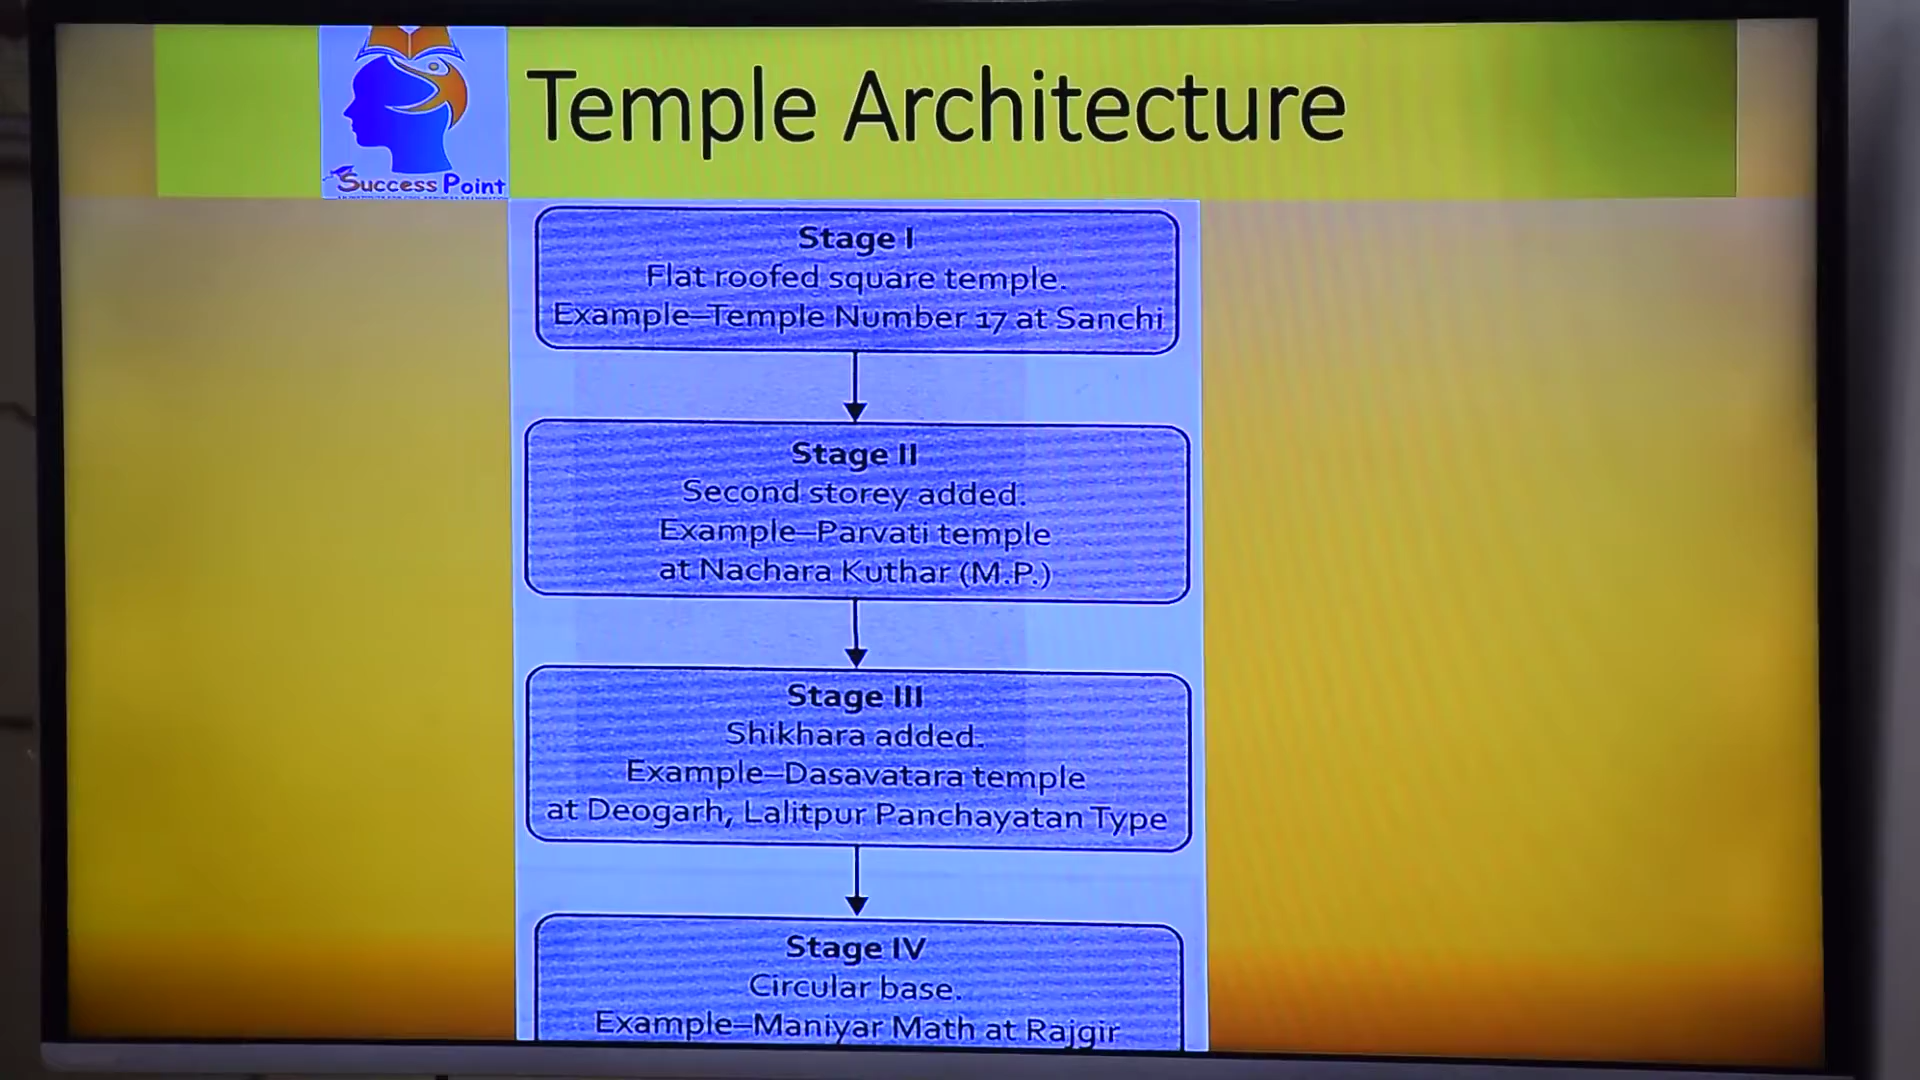 Temple Architecture
Success Point
Stage I
Flat roofed square temple.
Example–Temple Number 17 at Sanchi
Stage II
Second storey added.
Example–Parvati temple
at Nachara Kuthar (M.P.)
Stage III
Shikhara added.
Example–Dasavatara temple
at Deogarh, Lalitpur Panchayatan Type
Stage IV
Circular base.
Example–Maniyar Math at Rajgir